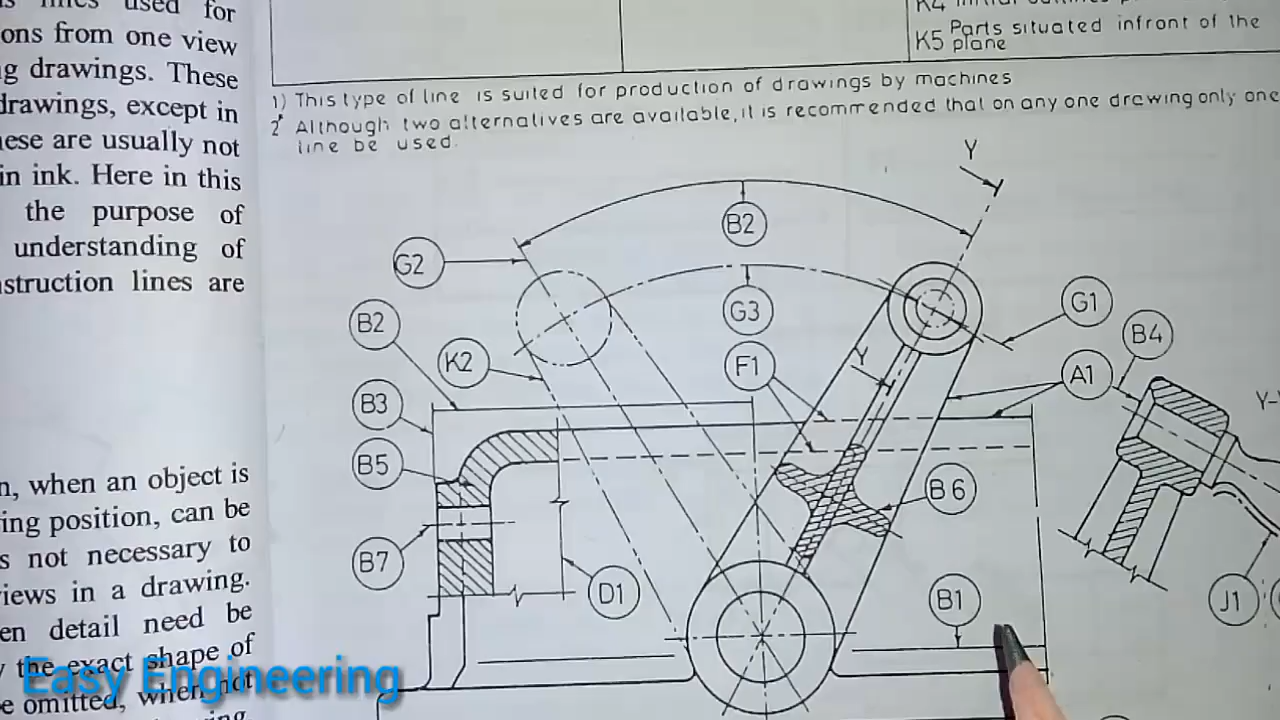 s lines used for
ons from one view
g drawings. These
drawings, except in
hese are usually not
in ink. Here in this
the purpose of
understanding of
nstruction lines are
n, when an object is
ing position, can be
s not necessary to
views in a drawing.
en detail need be
the exact shape of
e omitted, when not
K4
K5 Parts situated infront of the
plane
1) This type of line is suited for production of drawings by machines
2 Although two alternatives are available, it is recommended that on any one drawing only one
line be used.
Y
B2
G2
G3
G1
B2
B4
K2
F1
Y
A1
B3
Y-
B5
B6
B7
D1
B1
J1
Easy Engineering